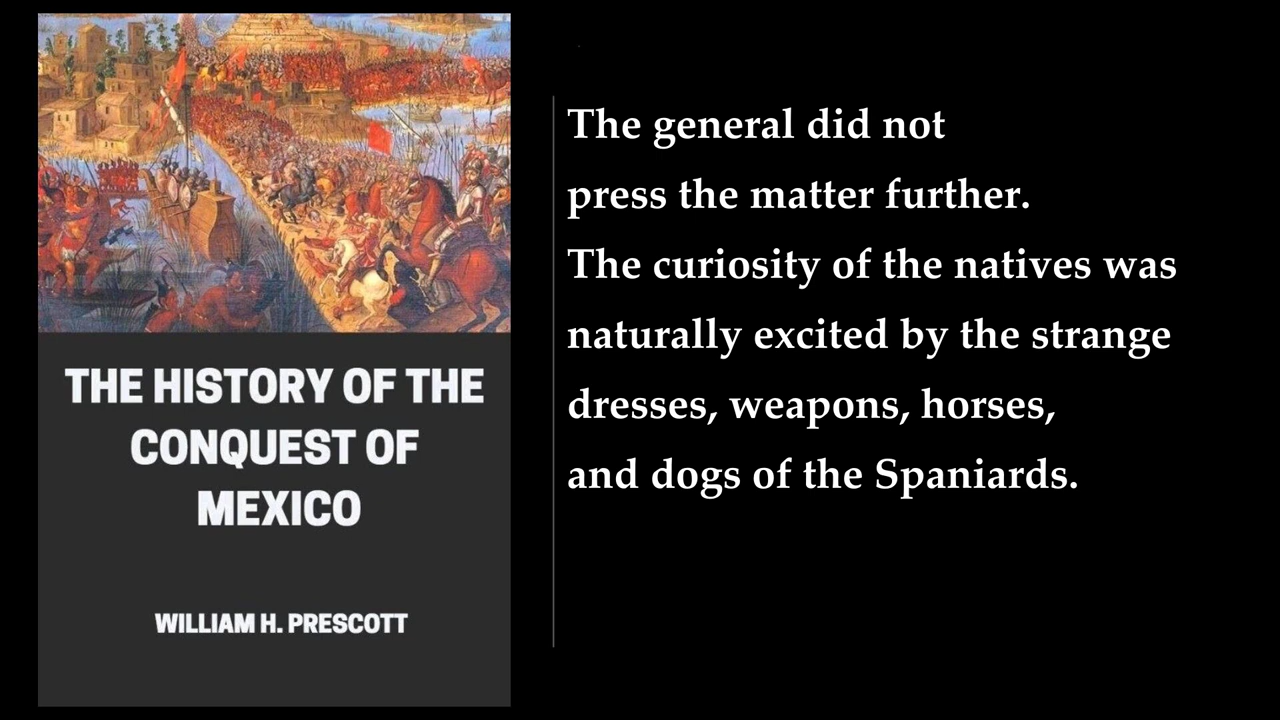 THE HISTORY OF THE
CONQUEST OF
MEXICO
WILLIAM H. PRESCOTT
The general did not
press the matter further.
The curiosity of the natives was
naturally excited by the strange
dresses, weapons, horses,
and dogs of the Spaniards.